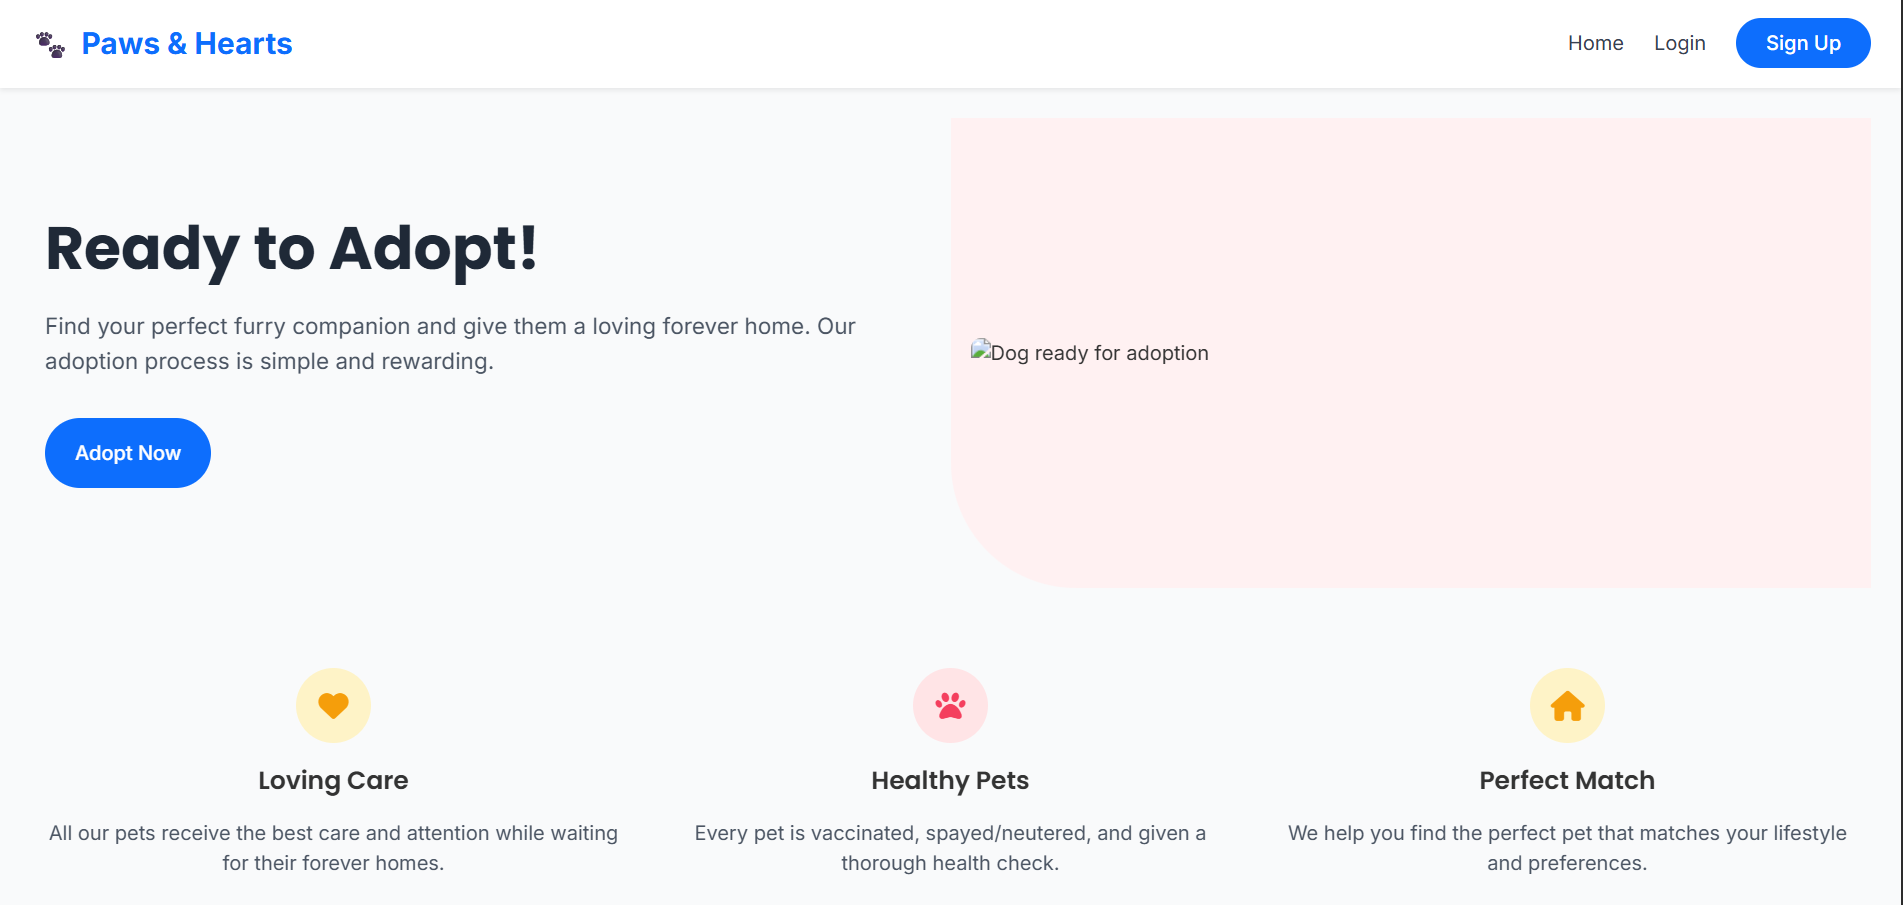 Paws & Hearts
Home
Login
Sign Up
Ready to Adopt!
Find your perfect furry companion and give them a loving forever home. Our
adoption process is simple and rewarding.
Adopt Now
Dog ready for adoption
Loving Care
All our pets receive the best care and attention while waiting
for their forever homes.
Healthy Pets
Every pet is vaccinated, spayed/neutered, and given a
thorough health check.
Perfect Match
We help you find the perfect pet that matches your lifestyle
and preferences.